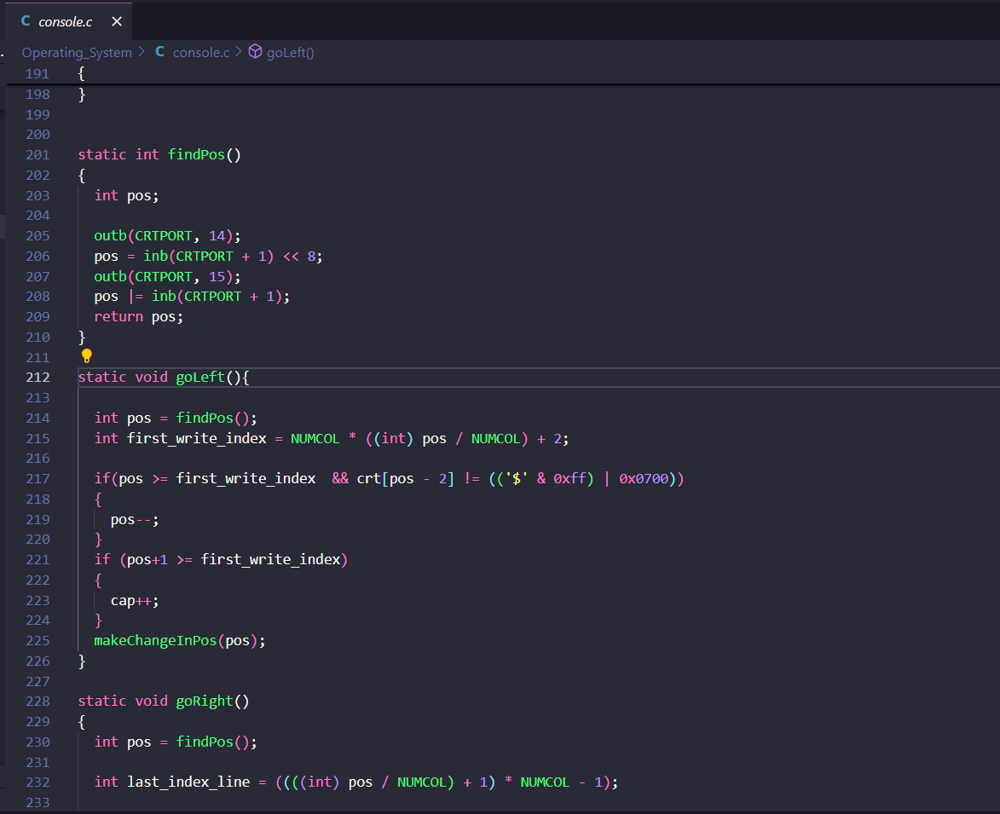 C console.c ×
Operating_System > C console.c > goLeft()
191 {
198 }
199
200
201 static int findPos()
202 {
203 int pos;
204
205 outb(CRTPORT, 14);
206 pos = inb(CRTPORT + 1) << 8;
207 outb(CRTPORT, 15);
208 pos |= inb(CRTPORT + 1);
209 return pos;
210 }
211
212 static void goLeft(){
213
214 int pos = findPos();
215 int first_write_index = NUMCOL * ((int) pos / NUMCOL) + 2;
216
217 if(pos >= first_write_index  && crt[pos - 2] != (('$' & 0xff) | 0x0700))
218 {
219 pos--;
220 }
221 if (pos+1 >= first_write_index)
222 {
223 cap++;
224 }
225 makeChangeInPos(pos);
226 }
227
228 static void goRight()
229 {
230 int pos = findPos();
231
232 int last_index_line = ((((int) pos / NUMCOL) + 1) * NUMCOL - 1);
233